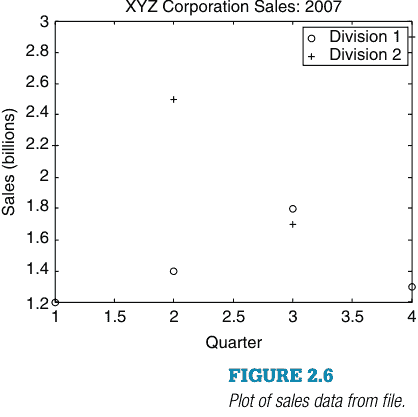 XYZ Corporation Sales: 2007
3
2.8
2.6
2.4
2.2
2
1.8
1.6
1.4
1.2
Sales (billions)
Division 1
Division 2
1 1.5 2 2.5 3 3.5 4
Quarter
FIGURE 2.6
Plot of sales data from file.